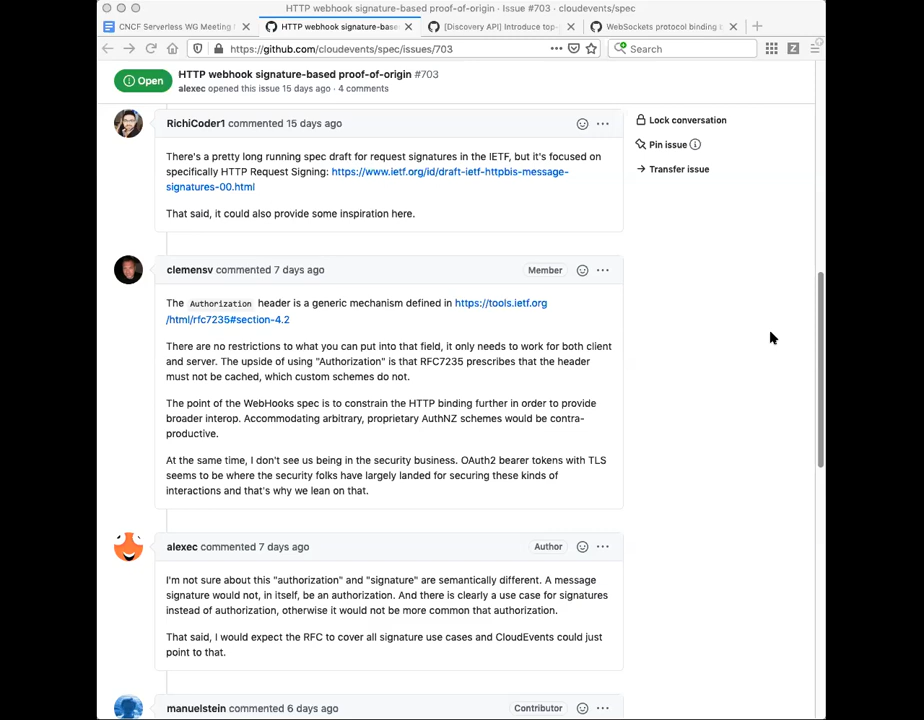 HTTP webhook signature-based proof-of-origin · Issue #703 · cloudevents/spec
CNCF Serverless WG Meeting
HTTP webhook signature-base
[Discovery API] Introduce top-
WebSockets protocol binding
https://github.com/cloudevents/spec/issues/703
Search
Open
HTTP webhook signature-based proof-of-origin #703
alexec opened this issue 15 days ago · 4 comments
RichiCoder1 commented 15 days ago
There's a pretty long running spec draft for request signatures in the IETF, but it's focused on
specifically HTTP Request Signing: https://www.ietf.org/id/draft-ietf-httpbis-message-
signatures-00.html
That said, it could also provide some inspiration here.
Lock conversation
Pin issue
Transfer issue
clemensv commented 7 days ago
Member
The Authorization header is a generic mechanism defined in https://tools.ietf.org
/html/rfc7235#section-4.2
There are no restrictions to what you can put into that field, it only needs to work for both client
and server. The upside of using "Authorization" is that RFC7235 prescribes that the header
must not be cached, which custom schemes do not.
The point of the WebHooks spec is to constrain the HTTP binding further in order to provide
broader interop. Accommodating arbitrary, proprietary AuthNZ schemes would be contra-
productive.
At the same time, I don't see us being in the security business. OAuth2 bearer tokens with TLS
seems to be where the security folks have largely landed for securing these kinds of
interactions and that's why we lean on that.
alexec commented 7 days ago
Author
I'm not sure about this "authorization" and "signature" are semantically different. A message
signature would not, in itself, be an authorization. And there is clearly a use case for signatures
instead of authorization, otherwise it would not be more common that authorization.
That said, I would expect the RFC to cover all signature use cases and CloudEvents could just
point to that.
manuelstein commented 6 days ago
Contributor